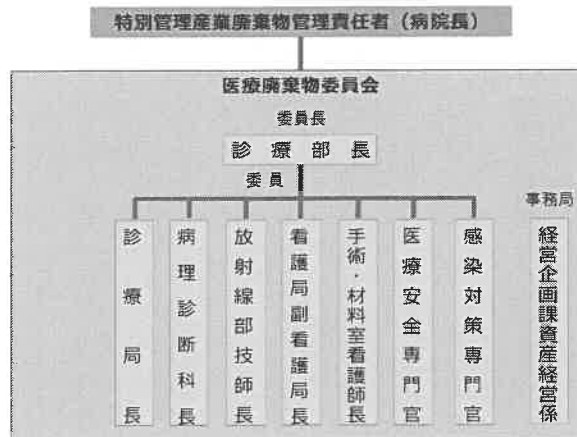 特別管理産業廃棄物管理責任者（病院長）
医療廃棄物委員会
委員長
診療部長
委員
事務局
診療局長
病理診断科長
放射線部技師長
看護局副看護局長
手術・材料室看護師長
医療安全専門官
感染対策専門官
経営企画課資産経営係